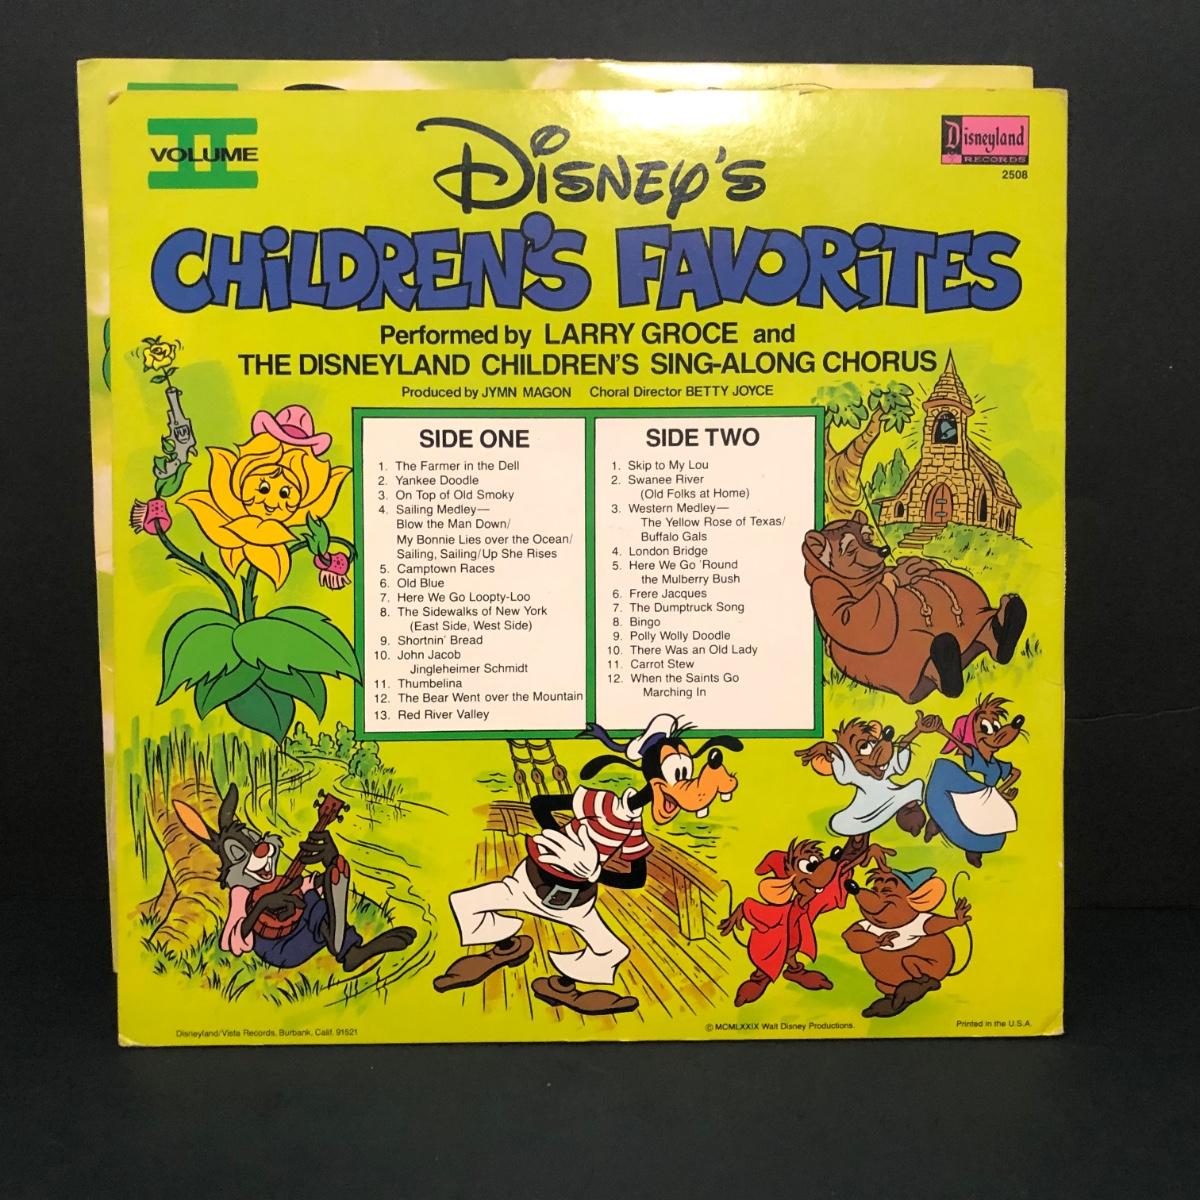 VOLUME II
Disney's
Disneyland
RECORDS
2508
CHiLDREN'S FAVORiTES
Performed by LARRY GROCE and
THE DISNEYLAND CHILDREN'S SING-ALONG CHORUS
Produced by JYMN MAGON Choral Director BETTY JOYCE
SIDE ONE
1. The Farmer in the Dell
2. Yankee Doodle
3. On Top of Old Smoky
4. Sailing Medley—
Blow the Man Down/
My Bonnie Lies over the Ocean/
Sailing, Sailing/Up She Rises
5. Camptown Races
6. Old Blue
7. Here We Go Loopty-Loo
8. The Sidewalks of New York
(East Side, West Side)
9. Shortnin' Bread
10. John Jacob
Jingleheimer Schmidt
11. Thumbelina
12. The Bear Went over the Mountain
13. Red River Valley
SIDE TWO
1. Skip to My Lou
2. Swanee River
(Old Folks at Home)
3. Western Medley—
The Yellow Rose of Texas/
Buffalo Gals
4. London Bridge
5. Here We Go 'Round
the Mulberry Bush
6. Frere Jacques
7. The Dumptruck Song
8. Bingo
9. Polly Wolly Doodle
10. There Was an Old Lady
11. Carrot Stew
12. When the Saints Go
Marching In
Disneyland/Vista Records, Burbank, Calif. 91521
© MCMLXXIX Walt Disney Productions.
Printed in the U.S.A.